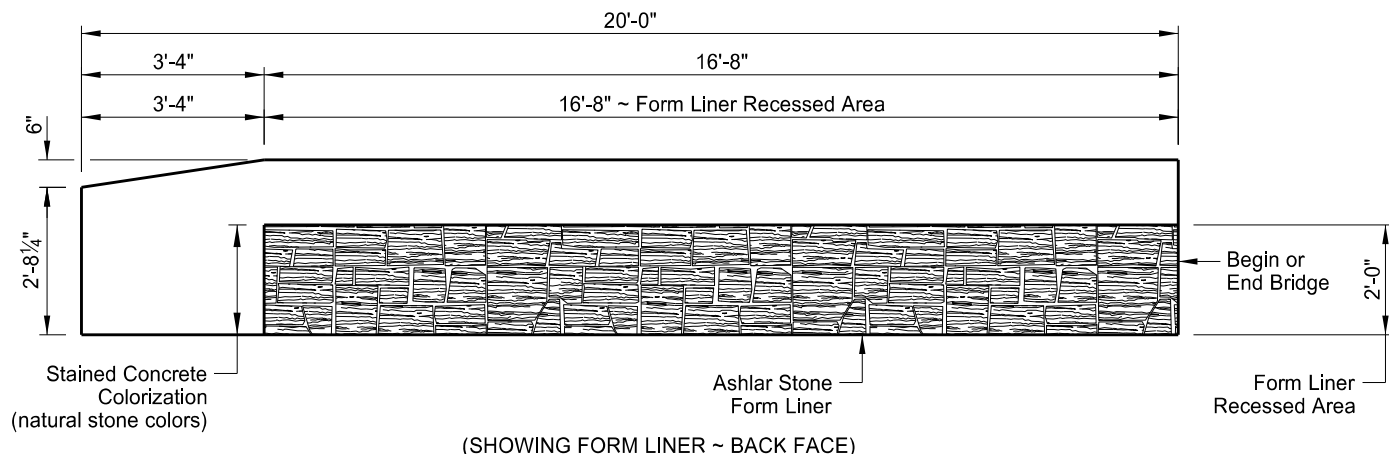 20'-0"
3'-4"
16'-8"
3'-4"
16'-8" ~ Form Liner Recessed Area
6"
2'-8¼"
2'-0"
Begin or
End Bridge
Stained Concrete
Colorization
(natural stone colors)
Ashlar Stone
Form Liner
Form Liner
Recessed Area
(SHOWING FORM LINER ~ BACK FACE)